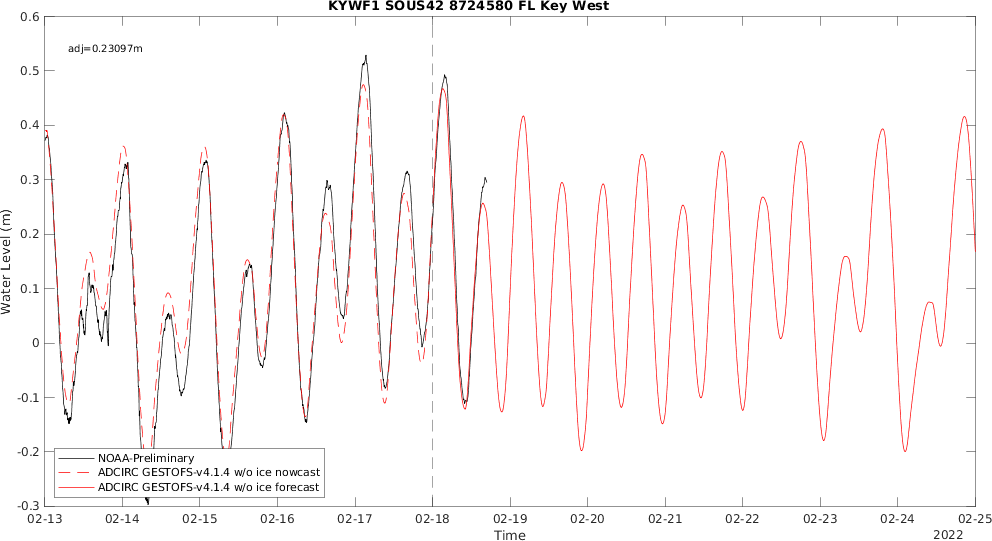 KYWF1 SOUS42 8724580 FL Key West
adj=0.23097m
0.6
0.5
0.4
0.3
0.2
0.1
0
-0.1
-0.2
-0.3
Water Level (m)
NOAA-Preliminary
ADCIRC GESTOFS-v4.1.4 w/o ice nowcast
ADCIRC GESTOFS-v4.1.4 w/o ice forecast
02-13 02-14 02-15 02-16 02-17 02-18 02-19 02-20 02-21 02-22 02-23 02-24 02-25
Time
2022